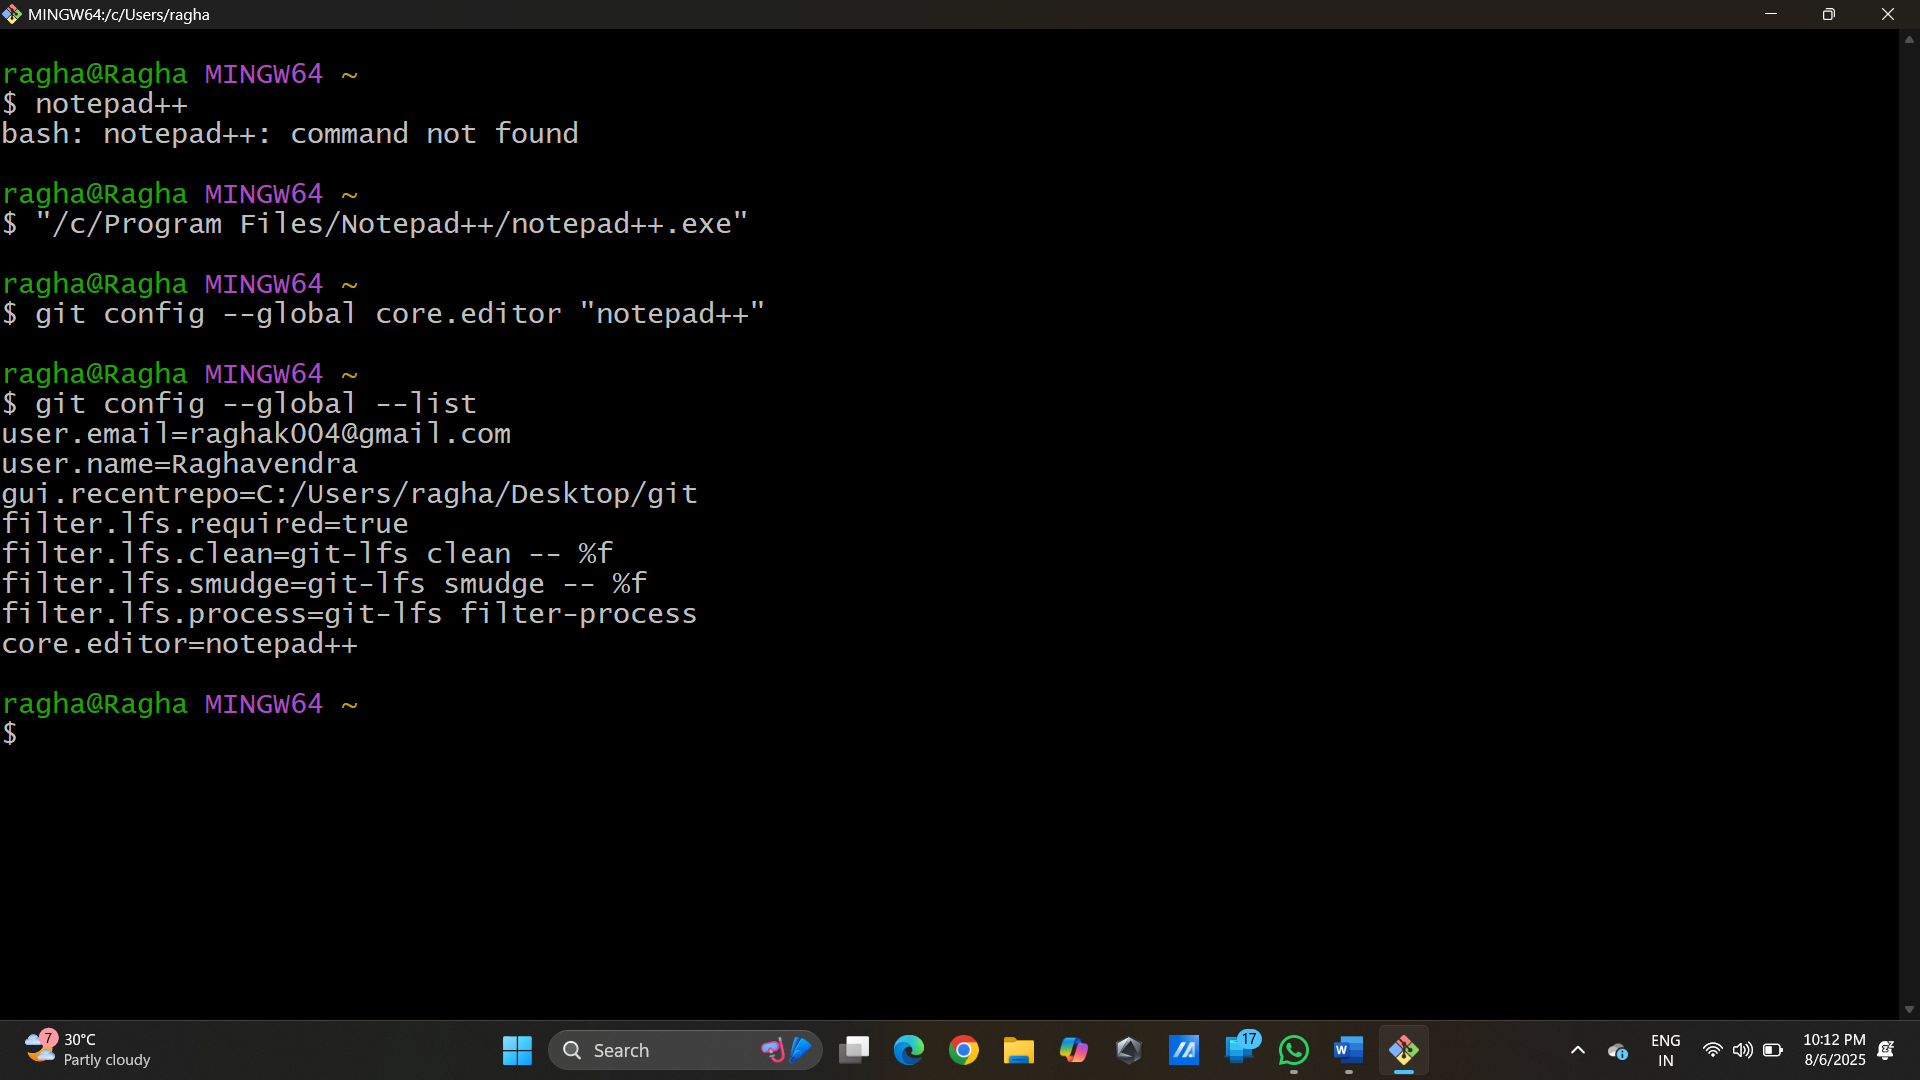 MINGW64:/c/Users/ragha
ragha@Ragha MINGW64 ~
$ notepad++
bash: notepad++: command not found
ragha@Ragha MINGW64 ~
$ "/c/Program Files/Notepad++/notepad++.exe"
ragha@Ragha MINGW64 ~
$ git config --global core.editor "notepad++"
ragha@Ragha MINGW64 ~
$ git config --global --list
user.email=raghak004@gmail.com
user.name=Raghavendra
gui.recentrepo=C:/Users/ragha/Desktop/git
filter.lfs.required=true
filter.lfs.clean=git-lfs clean -- %f
filter.lfs.smudge=git-lfs smudge -- %f
filter.lfs.process=git-lfs filter-process
core.editor=notepad++
ragha@Ragha MINGW64 ~
$
7
30°C
Partly cloudy
Search
17
W
ENG
IN
10:12 PM
8/6/2025